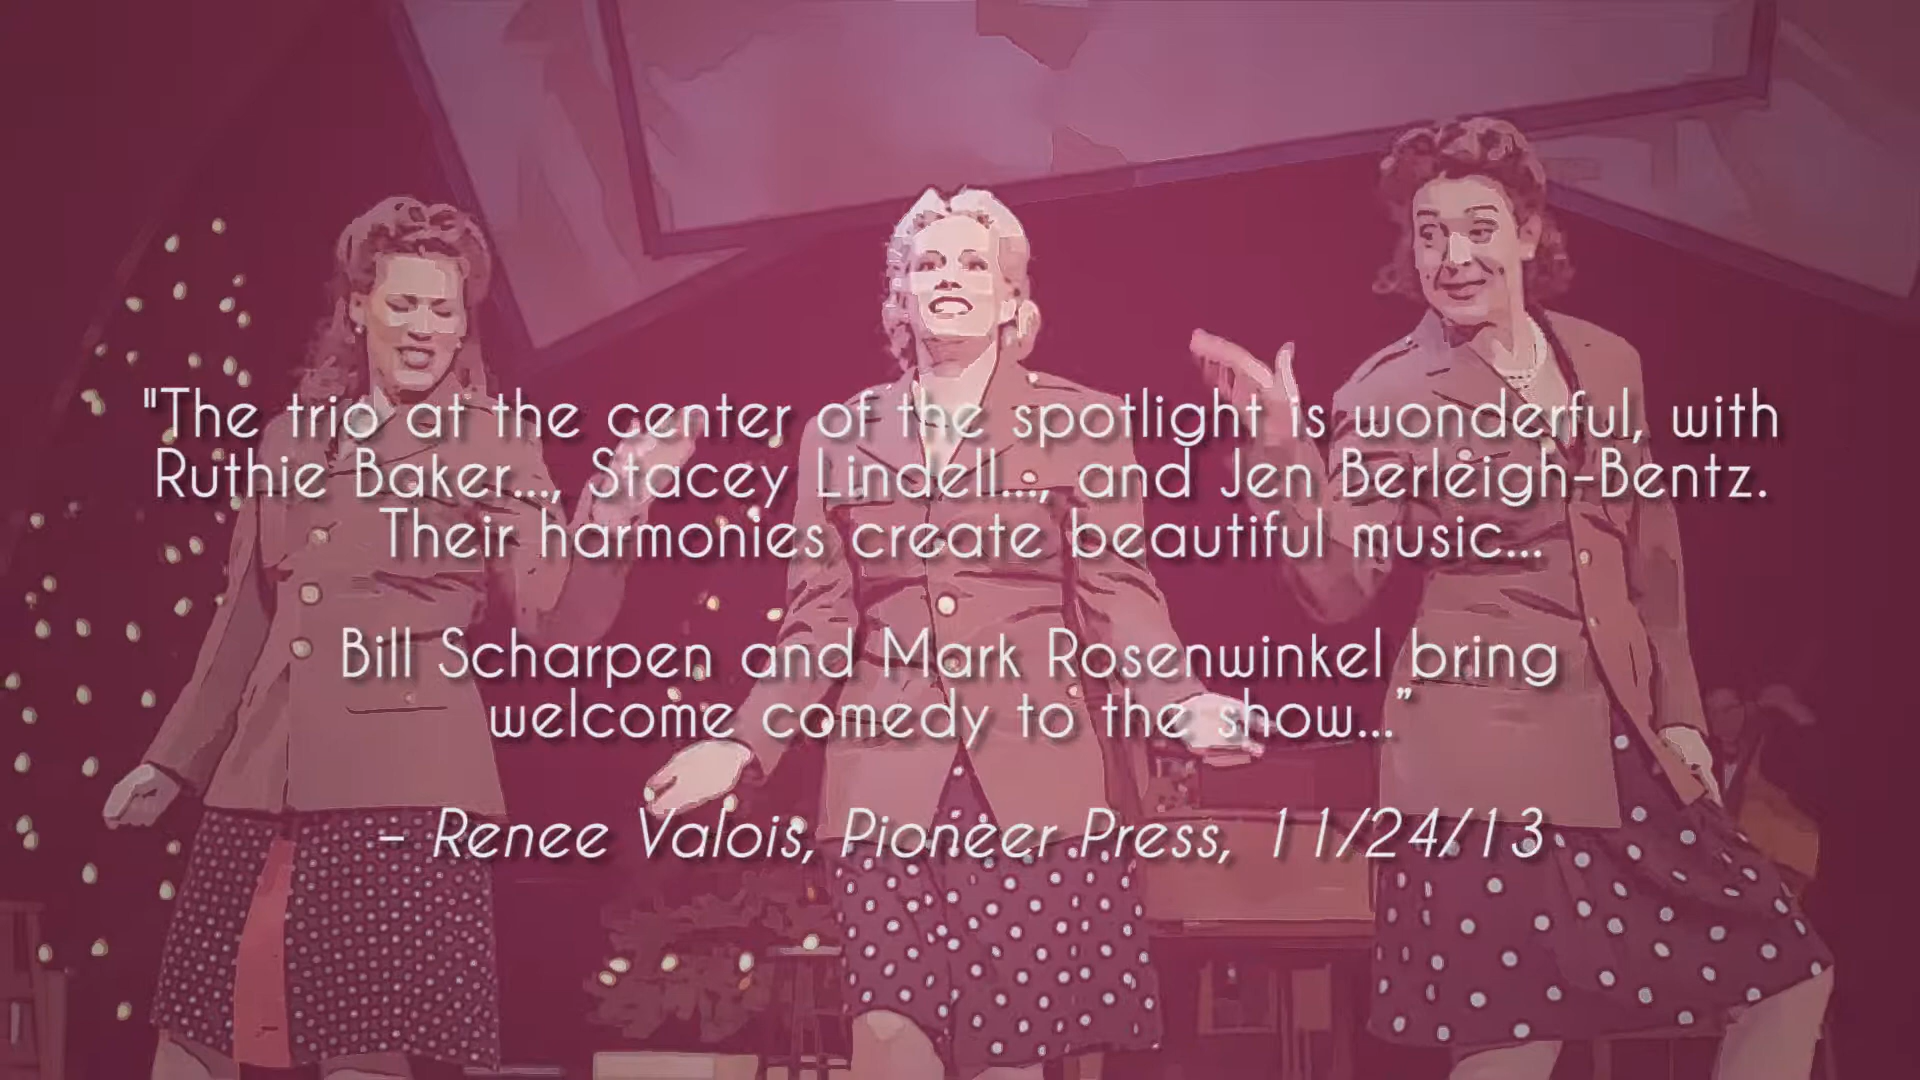 "The trio at the center of the spotlight is wonderful, with
Ruthie Baker..., Stacey Lindell..., and Jen Berleigh-Bentz.
Their harmonies create beautiful music...
Bill Scharpen and Mark Rosenwinkel bring
welcome comedy to the show..."
- Renee Valois, Pioneer Press, 11/24/13